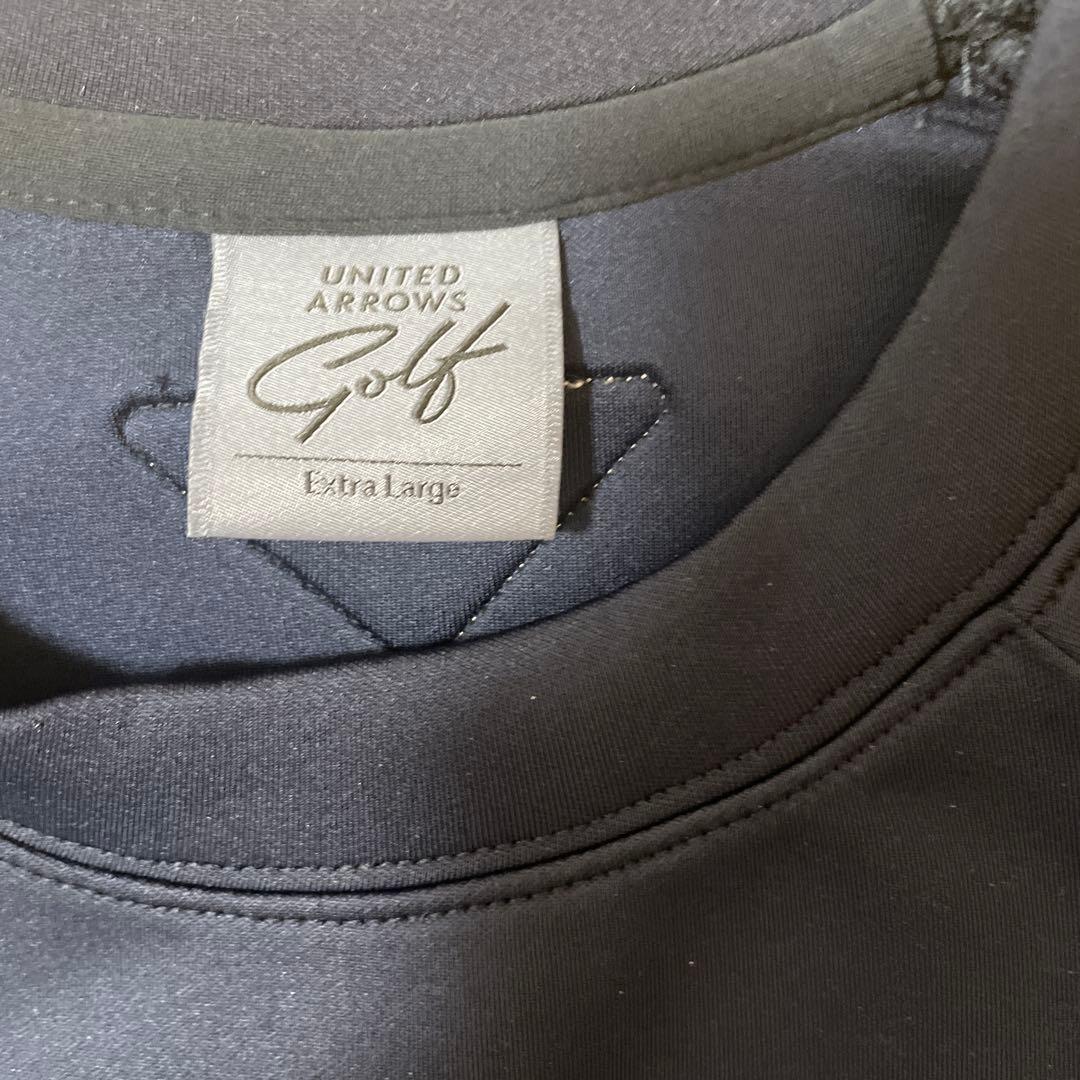 UNITED
ARROWS
Golf
Extra Large